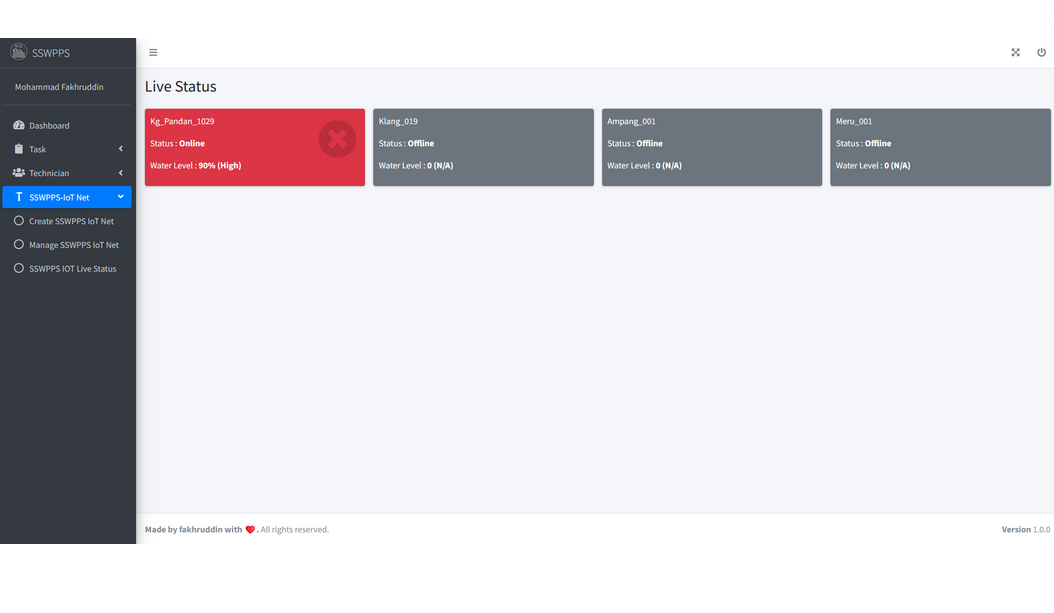 SSWPPS
Mohammad Fakhruddin
Dashboard
Task
Technician
T SSWPPS-IoT Net
Create SSWPPS IoT Net
Manage SSWPPS IoT Net
SSWPPS IOT Live Status
Live Status
Kg_Pandan_1029
Status : Online
Water Level : 90% (High)
Klang_019
Status : Offline
Water Level : 0 (N/A)
Ampang_001
Status : Offline
Water Level : 0 (N/A)
Meru_001
Status : Offline
Water Level : 0 (N/A)
Made by fakhruddin with ❤. All rights reserved.
Version 1.0.0